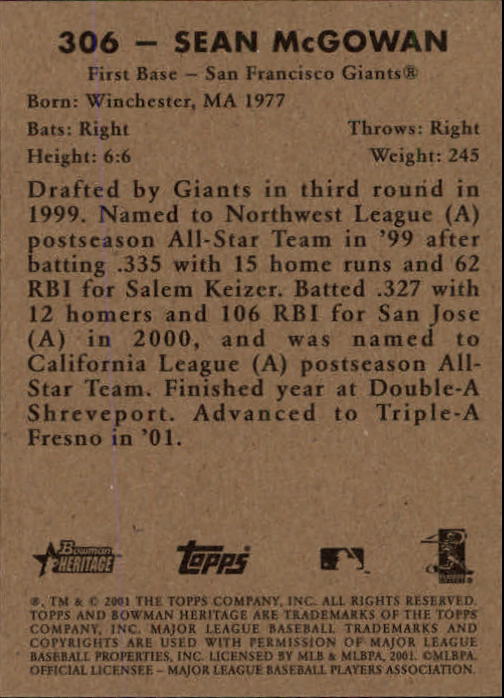 306 – SEAN McGOWAN
First Base – San Francisco Giants®
Born: Winchester, MA 1977
Bats: Right Throws: Right
Height: 6:6 Weight: 245
Drafted by Giants in third round in
1999. Named to Northwest League (A)
postseason All-Star Team in '99 after
batting .335 with 15 home runs and 62
RBI for Salem Keizer. Batted .327 with
12 homers and 106 RBI for San Jose
(A) in 2000, and was named to
California League (A) postseason All-
Star Team. Finished year at Double-A
Shreveport. Advanced to Triple-A
Fresno in '01.
Bowman
HERITAGE
TOPPS
®, TM & © 2001 THE TOPPS COMPANY, INC. ALL RIGHTS RESERVED.
TOPPS AND BOWMAN HERITAGE ARE TRADEMARKS OF THE TOPPS
COMPANY, INC. MAJOR LEAGUE BASEBALL TRADEMARKS AND
COPYRIGHTS ARE USED WITH PERMISSION OF MAJOR LEAGUE
BASEBALL PROPERTIES, INC. LICENSED BY MLB & MLBPA, 2001. ©MLBPA.
OFFICIAL LICENSEE – MAJOR LEAGUE BASEBALL PLAYERS ASSOCIATION.